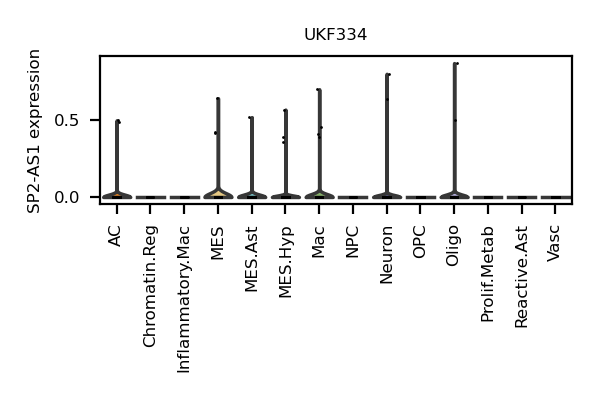 UKF334
SP2-AS1 expression
0.5
0.0
AC
Chromatin.Reg
Inflammatory.Mac
MES
MES.Ast
MES.Hyp
Mac
NPC
Neuron
OPC
Oligo
Prolif.Metab
Reactive.Ast
Vasc